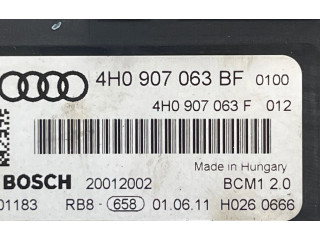 4H0 907 063 BF 0100
4H0 907 063 F 012
Made in Hungary
BOSCH 20012002 BCM1 2.0
01183 RB8- 658 01.06.11 H026 0666